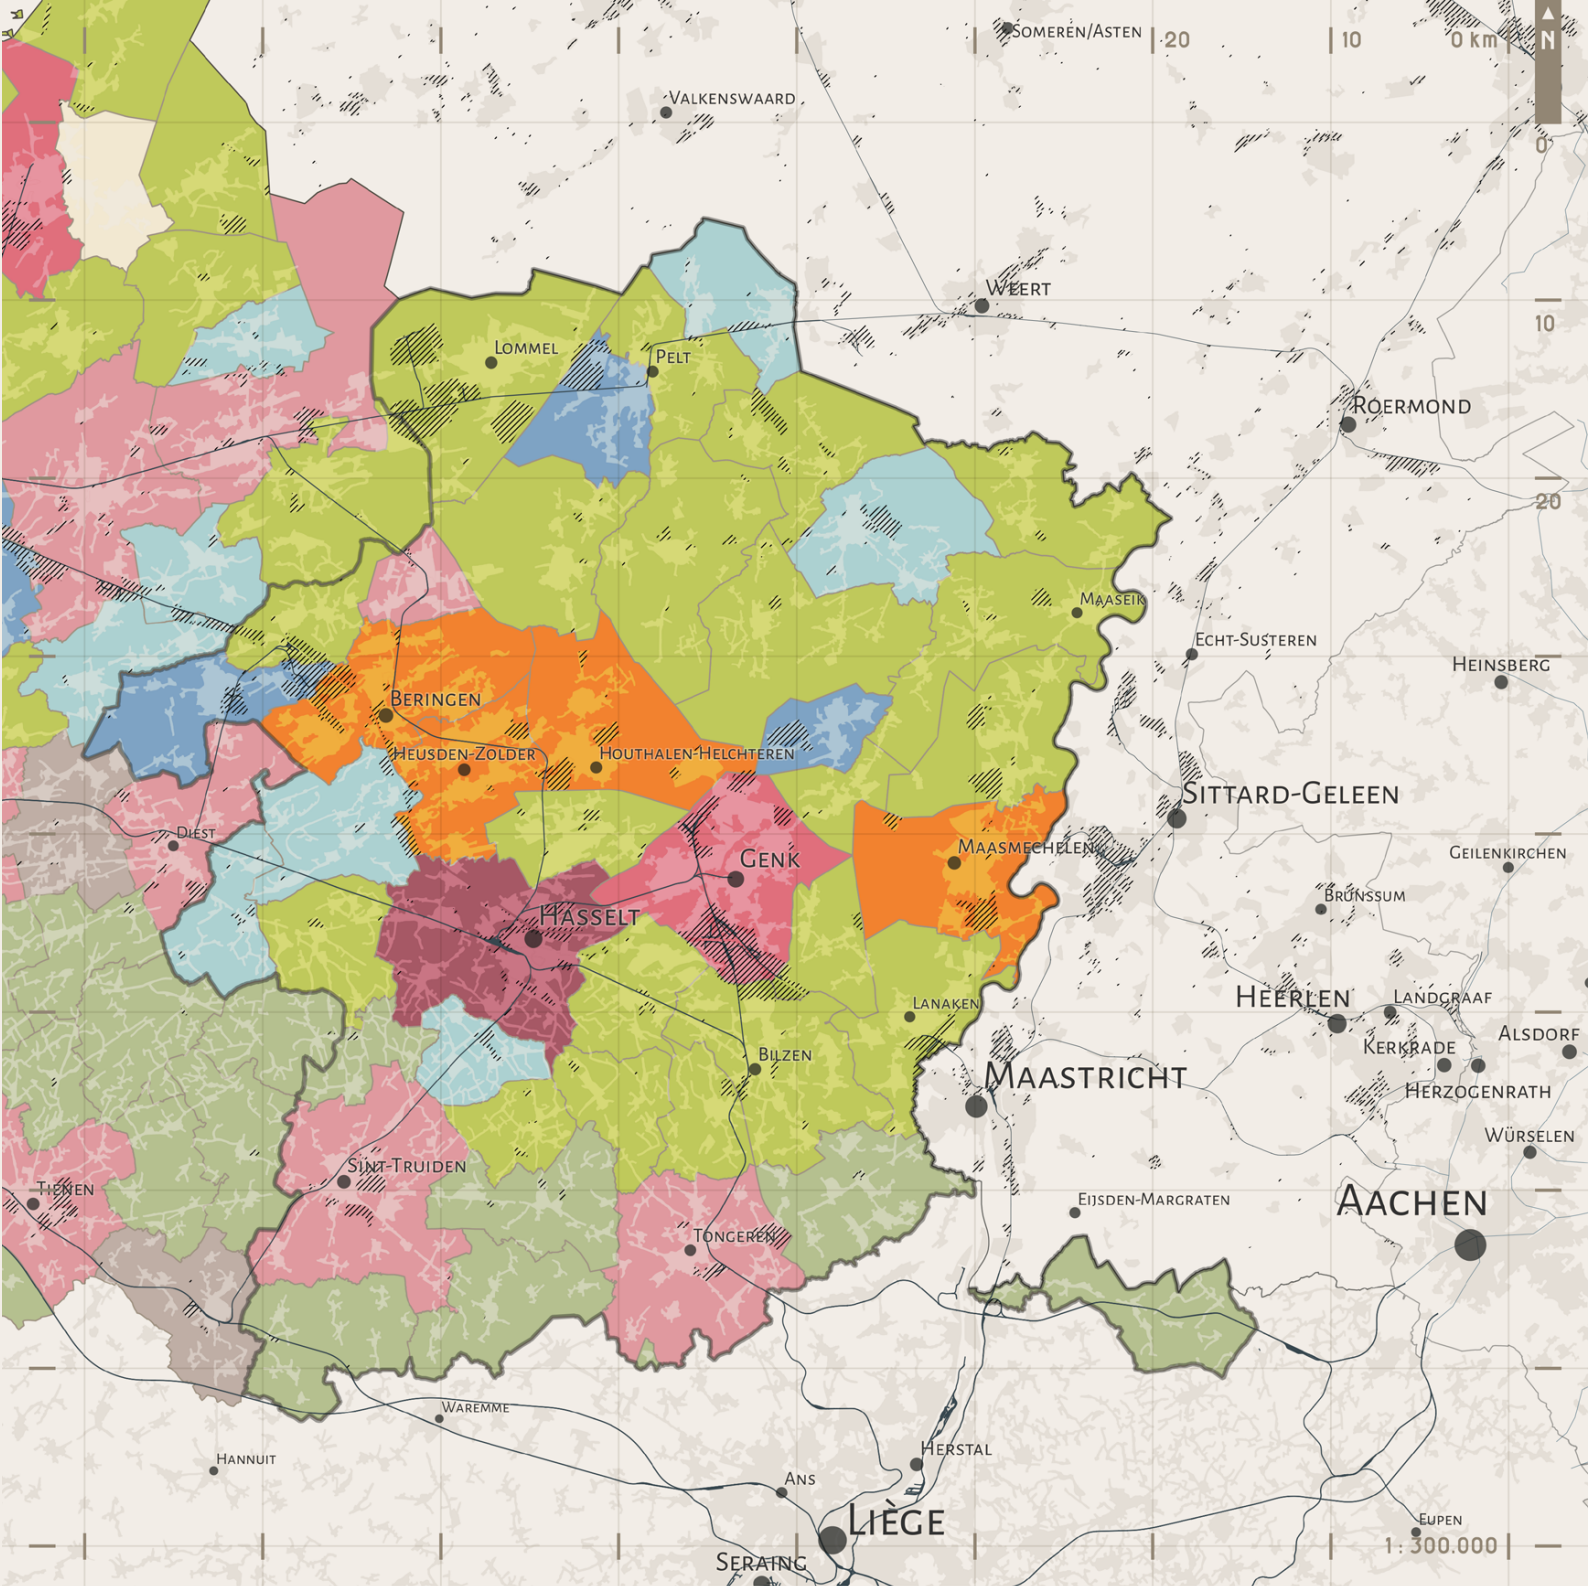 SOMEREN/ASTEN
20
10
0 km
N
VALKENSWAARD
0
WEERT
10
LOMMEL
PELT
ROERMOND
20
MAASEIK
ECHT-SUSTEREN
HEINSBERG
BERINGEN
HEUSDEN-ZOLDER
HOUTHALEN-HELCHTEREN
SITTARD-GELEEN
DIEST
MAASMECHELEN
GENK
GEILENKIRCHEN
BRUNSSUM
HASSELT
LANAKEN
HEERLEN
LANDGRAAF
KERKRADE
ALSDORF
BILZEN
MAASTRICHT
HERZOGENRATH
WÜRSELEN
SINT-TRUIDEN
TIENEN
EIJSDEN-MARGRATEN
AACHEN
TONGEREN
WAREMME
HANNUIT
HERSTAL
ANS
LIÈGE
EUPEN
1:300.000
SERAING